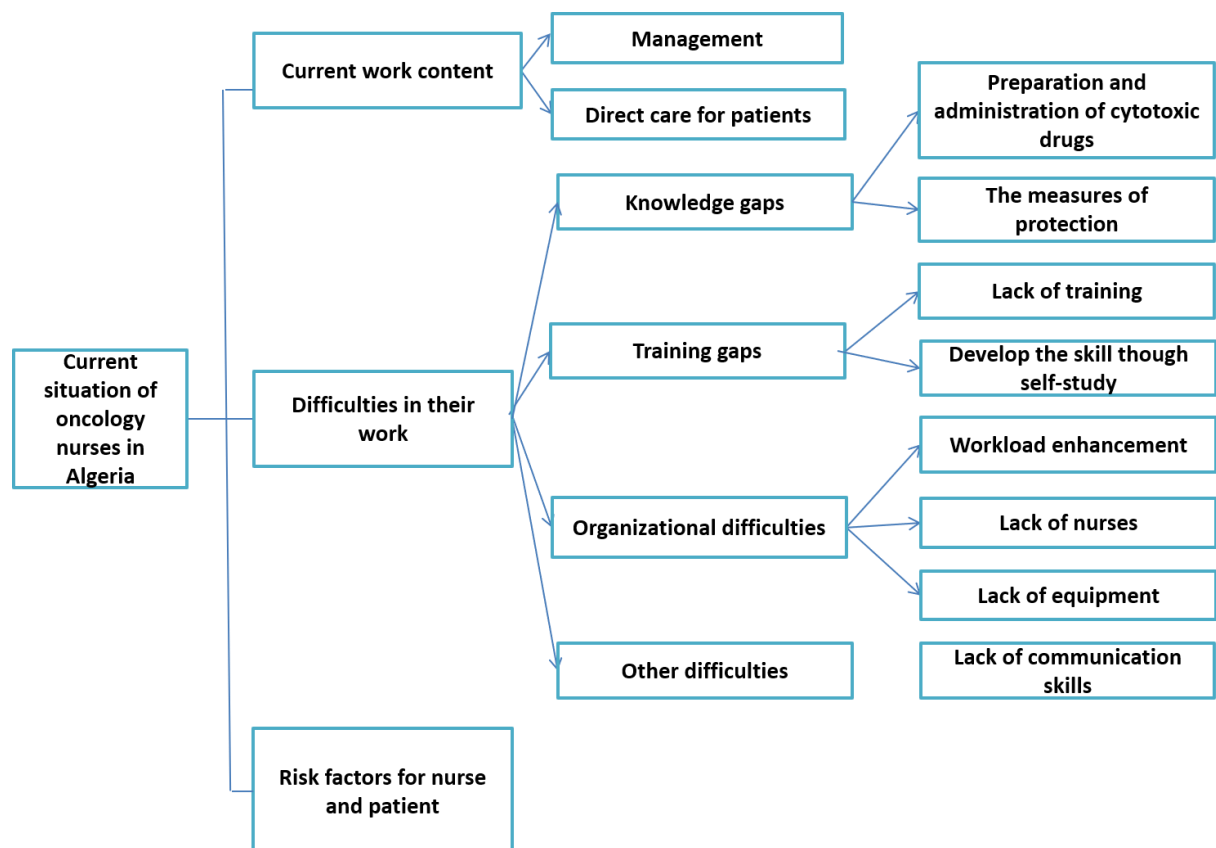 Current
situation of
oncology
nurses in
Algeria
Current work content
Management
Direct care for patients
Difficulties in their
work
Knowledge gaps
Preparation and
administration of cytotoxic
drugs
The measures of
protection
Training gaps
Lack of training
Develop the skill though
self-study
Organizational difficulties
Workload enhancement
Lack of nurses
Lack of equipment
Other difficulties
Lack of communication
skills
Risk factors for nurse
and patient